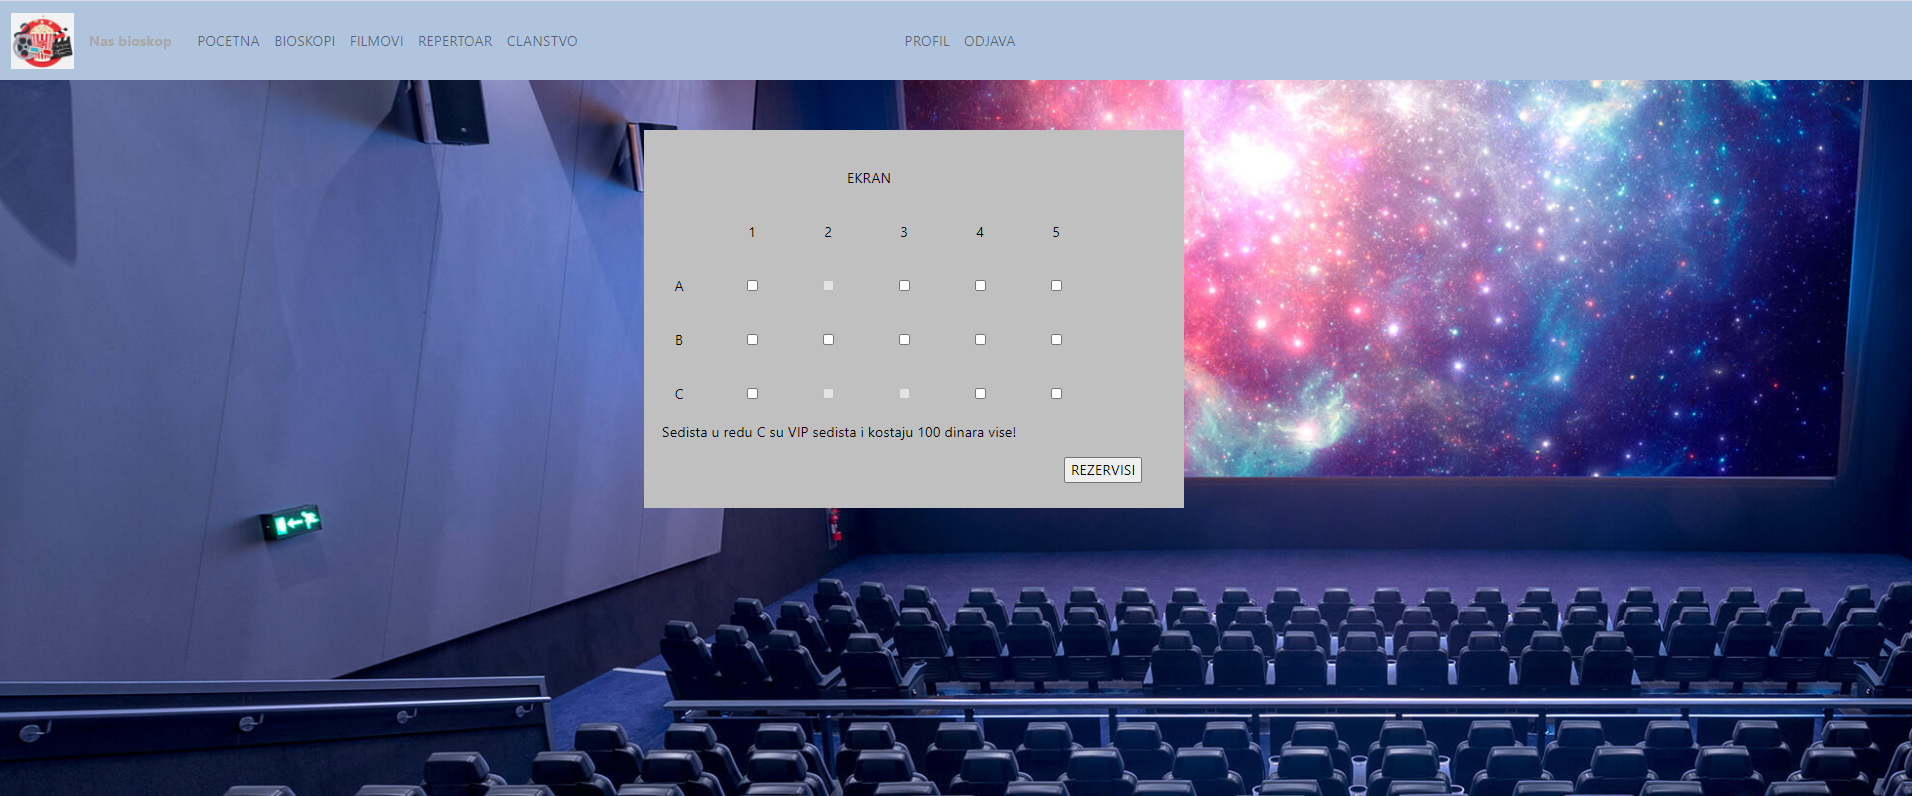 Nas bioskop POCETNA BIOSKOPI FILMOVI REPERTOAR CLANSTVO PROFIL ODJAVA
EKRAN
1 2 3 4 5
A
B
C
Sedista u redu C su VIP sedista i kostaju 100 dinara vise!
REZERVISI